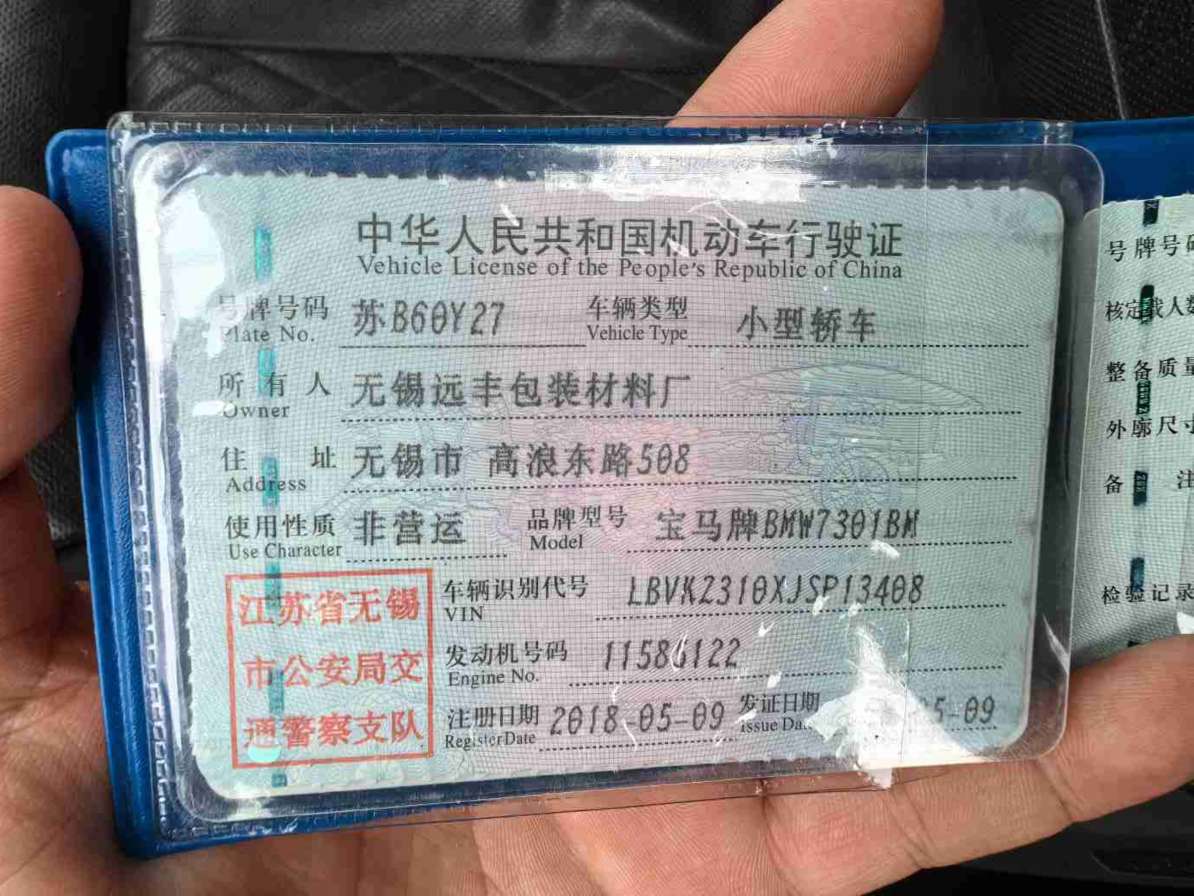 中华人民共和国机动车行驶证
Vehicle License of the People's Republic of China
号牌号码 苏B60Y27 车辆类型 小型轿车
Plate No. Vehicle Type
所有人 无锡远丰包装材料厂
Owner
住址 无锡市 高浪东路508
Address
使用性质 非营运 品牌型号 宝马牌BMW7301BM
Use Character Model
江苏省无锡
市公安局交
通警察支队
车辆识别代号 LBVK2310XJSP13408
VIN
发动机号码 11586122
Engine No.
注册日期 2018-05-09 发证日期 5-09
Register Date Issue
号牌号码
核定载人数
整备质量
外廓尺寸
备注
检验记录